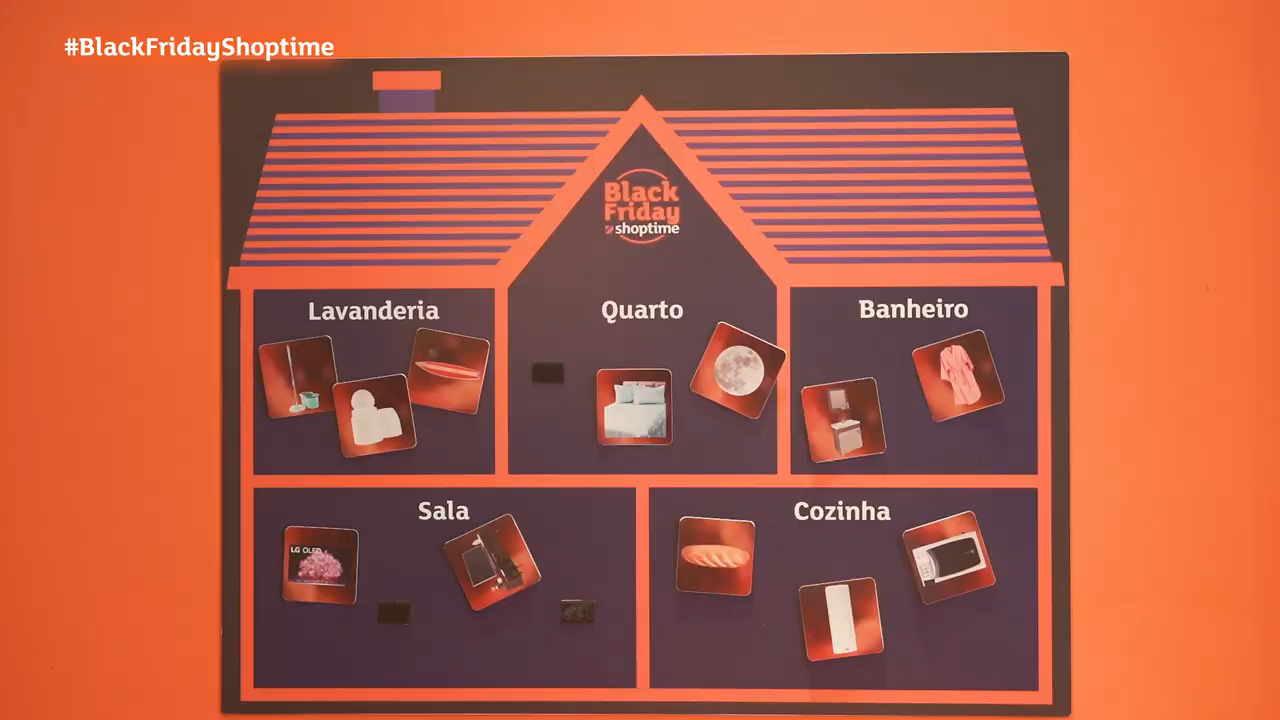 #BlackFridayShoptime
Black
Friday
shoptime
Lavanderia
Quarto
Banheiro
Sala
Cozinha
LG OLED